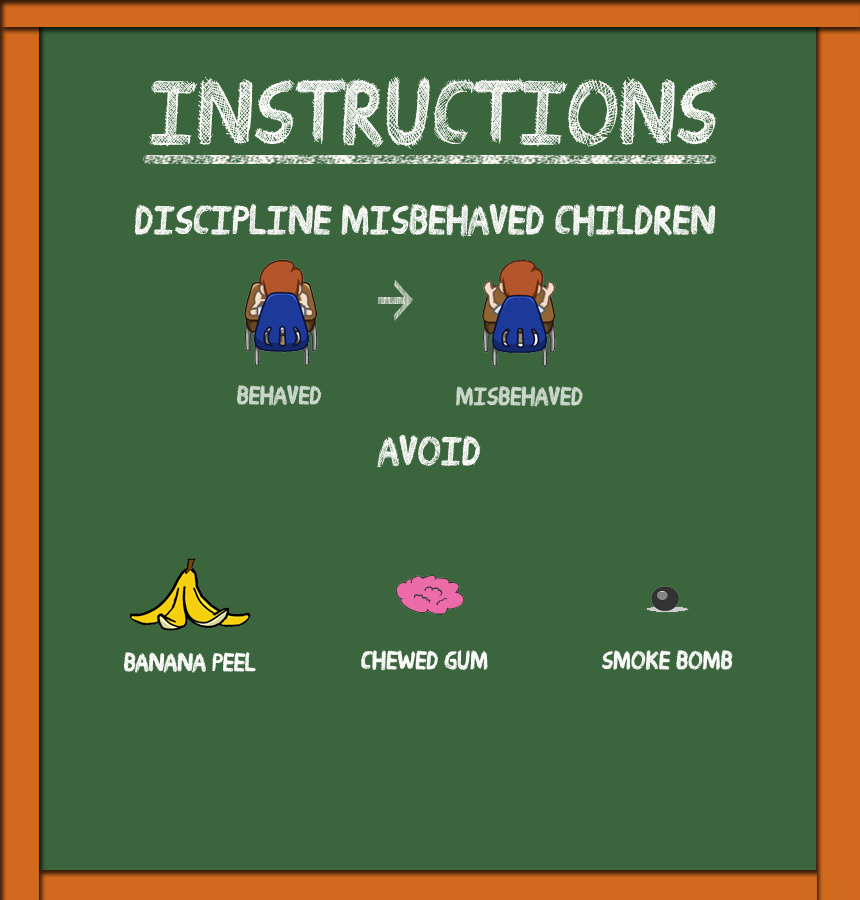 INSTRUCTIONS
DISCIPLINE MISBEHAVED CHILDREN
BEHAVED MISBEHAVED
AVOID
BANANA PEEL CHEWED GUM SMOKE BOMB